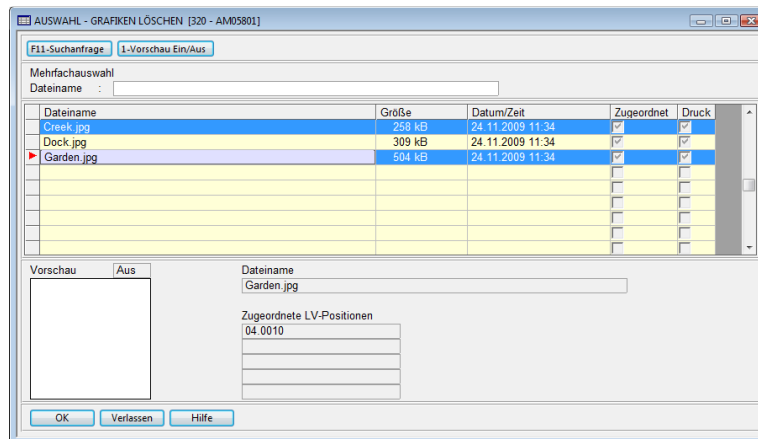 AUSWAHL - GRAFIKEN LÖSCHEN [320 - AM05801]
F11-Suchanfrage 1-Vorschau Ein/Aus
Mehrfachauswahl
Dateiname :
Dateiname Größe Datum/Zeit Zugeordnet Druck
Creek.jpg 258 kB 24.11.2009 11:34
Dock.jpg 309 kB 24.11.2009 11:34
Garden.jpg 504 kB 24.11.2009 11:34
Vorschau Aus Dateiname
Garden.jpg
Zugeordnete LV-Positionen
04.0010
OK Verlassen Hilfe